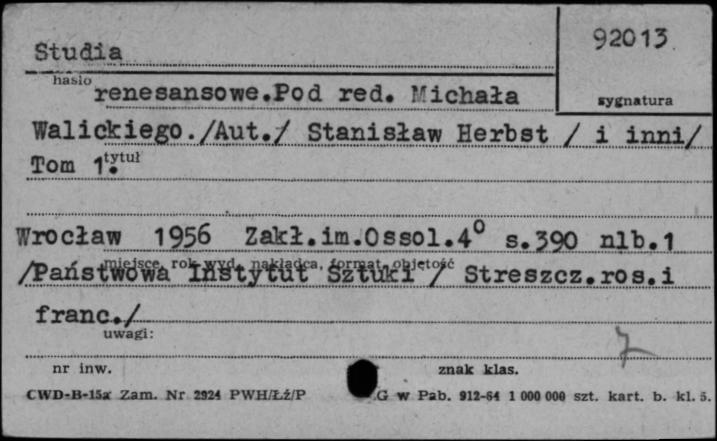 Studia
92013
hasło
renesansowe.Pod red. Michała
sygnatura
Walickiego./Aut./ Stanisław Herbst / i inni/
tytuł
Tom 1.
Wrocław 1956 Zakł.im.Ossol.4° s.390 nlb.1
miejsce, rok wyd. nakładca, format, objętość
/Państwowa Instytut Sztuki / Streszcz.ros.i
franc./
uwagi:
7
nr inw.
znak klas.
CWD-B-15a Zam. Nr 2924 PWH/Łż/P
G w Pab. 912-64 1 000 000 szt. kart. b. kl. 5.